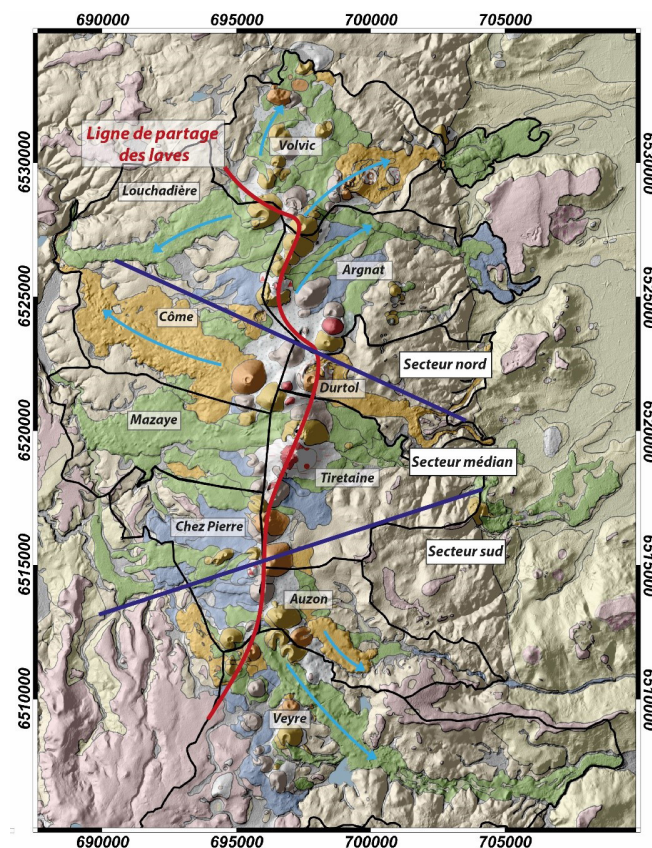 690000 695000 700000 705000
Ligne de partage
des laves
Volvic
Louchadière
Argnat
Côme
Secteur nord
Durtol
Mazaye
Secteur médian
Tiretaine
Chez Pierre
Secteur sud
Auzon
Veyre
6530000
6525000
6520000
6515000
6510000
6530000
6525000
6520000
6515000
6510000
690000 695000 700000 705000